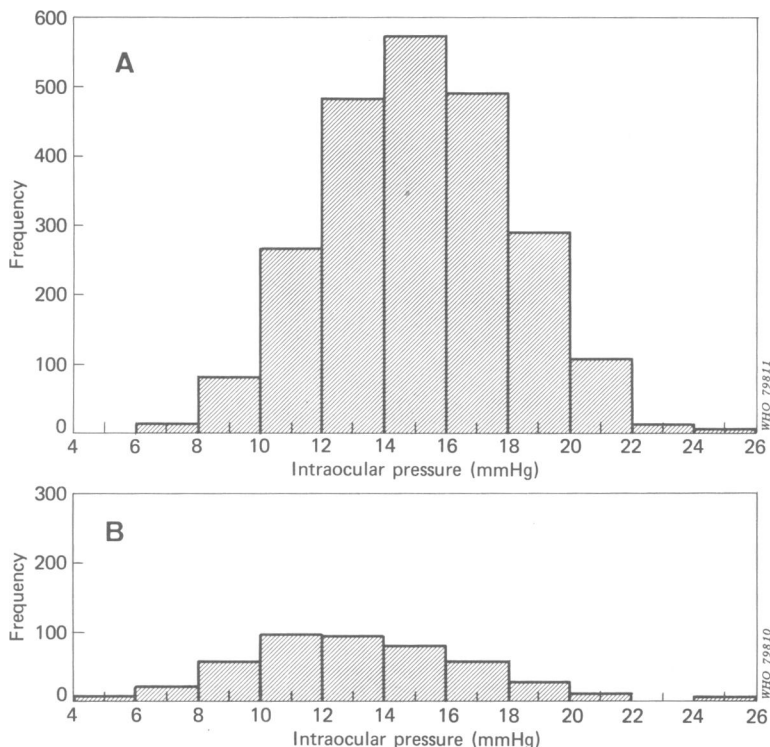 A
600
500
400
300
200
100
0
Frequency
4 6 8 10 12 14 16 18 20 22 24 26
Intraocular pressure (mmHg)
WHO 79811
B
300
200
100
0
Frequency
4 6 8 10 12 14 16 18 20 22 24 26
Intraocular pressure (mmHg)
WHO 79810